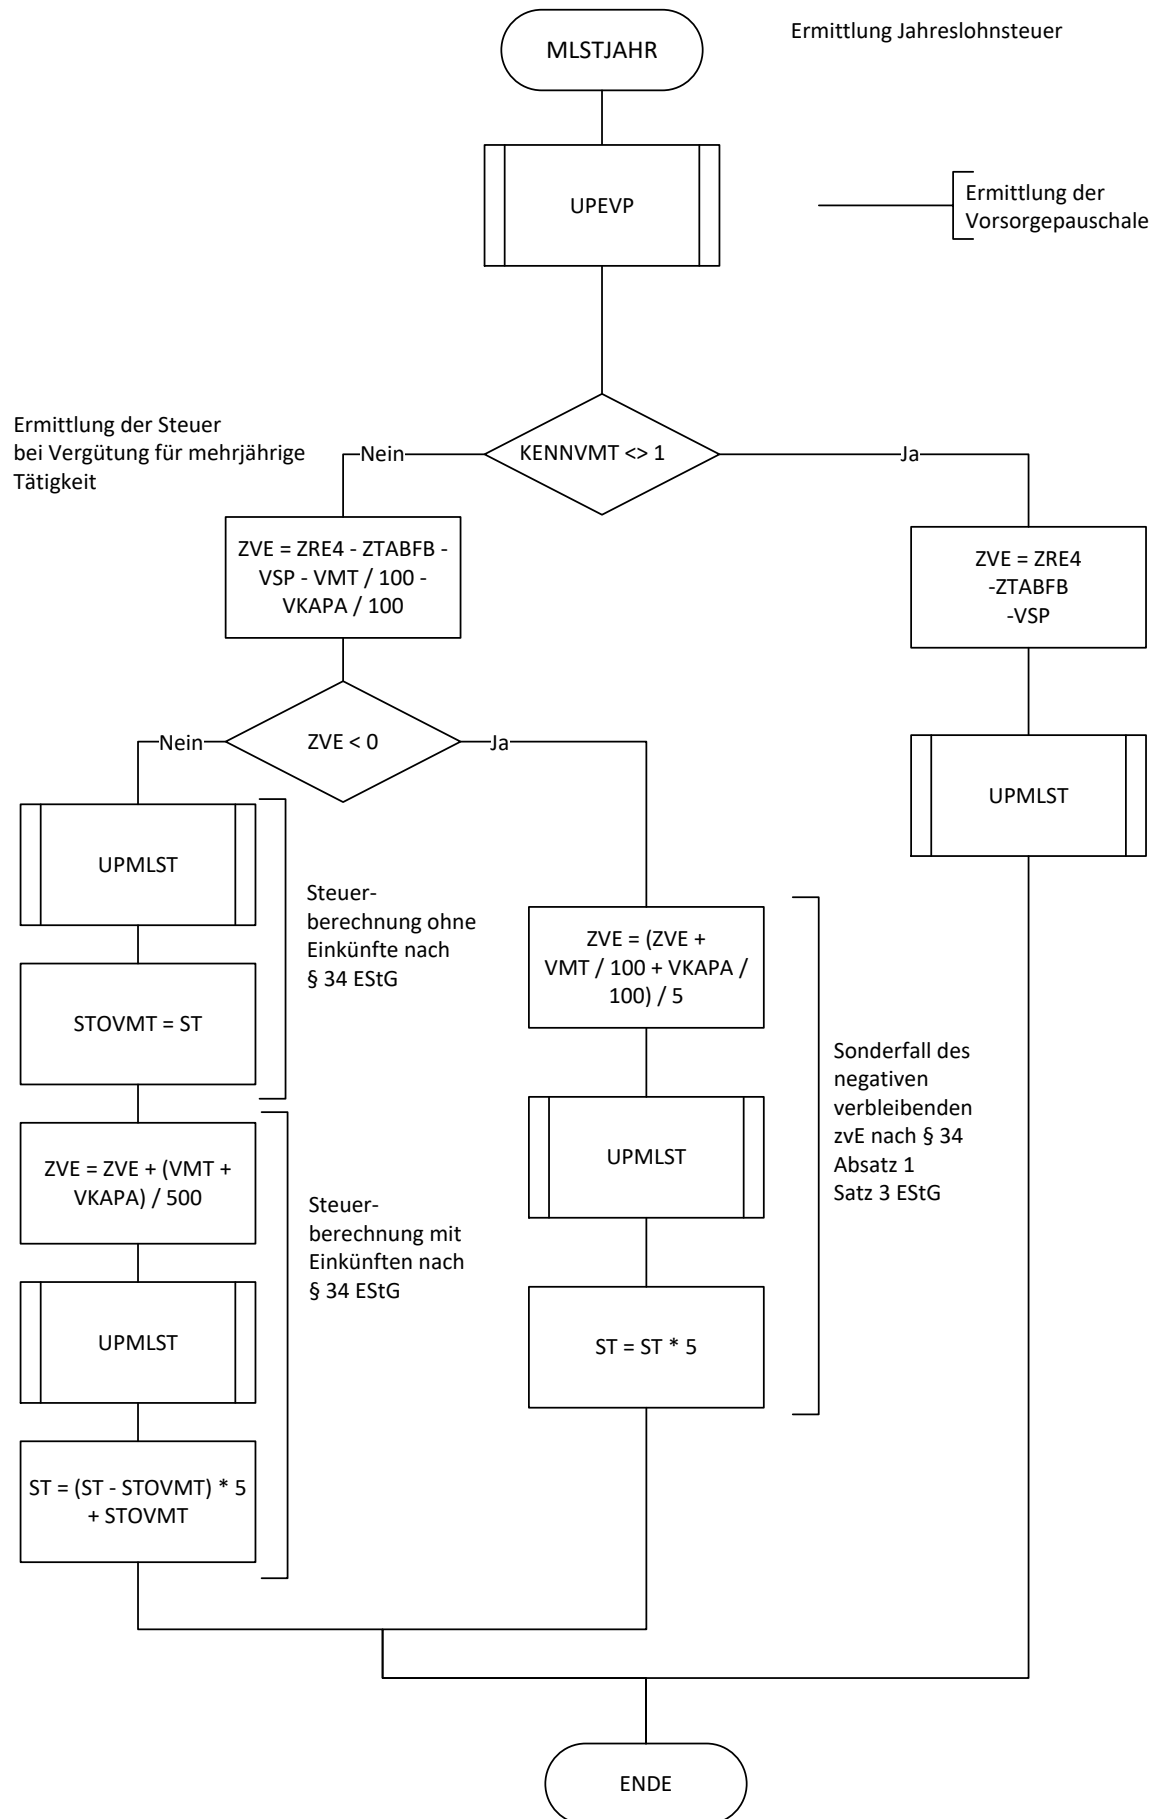 MLSTJAHR
Ermittlung Jahreslohnsteuer
UPEVP
Ermittlung der
Vorsorgepauschale
Ermittlung der Steuer
bei Vergütung für mehrjährige
Tätigkeit
Nein
KENNVMT <> 1
Ja
ZVE = ZRE4 - ZTABFB -
VSP - VMT / 100 -
VKAPA / 100
ZVE = ZRE4
-ZTABFB
-VSP
Nein
ZVE < 0
Ja
UPMLST
UPMLST
Steuer-
berechnung ohne
Einkünfte nach
§ 34 EStG
STOVMT = ST
ZVE = (ZVE +
VMT / 100 + VKAPA /
100) / 5
Sonderfall des
negativen
verbleibenden
zvE nach § 34
Absatz 1
Satz 3 EStG
UPMLST
ZVE = ZVE + (VMT +
VKAPA) / 500
Steuer-
berechnung mit
Einkünften nach
§ 34 EStG
UPMLST
ST = ST * 5
ST = (ST - STOVMT) * 5
+ STOVMT
ENDE